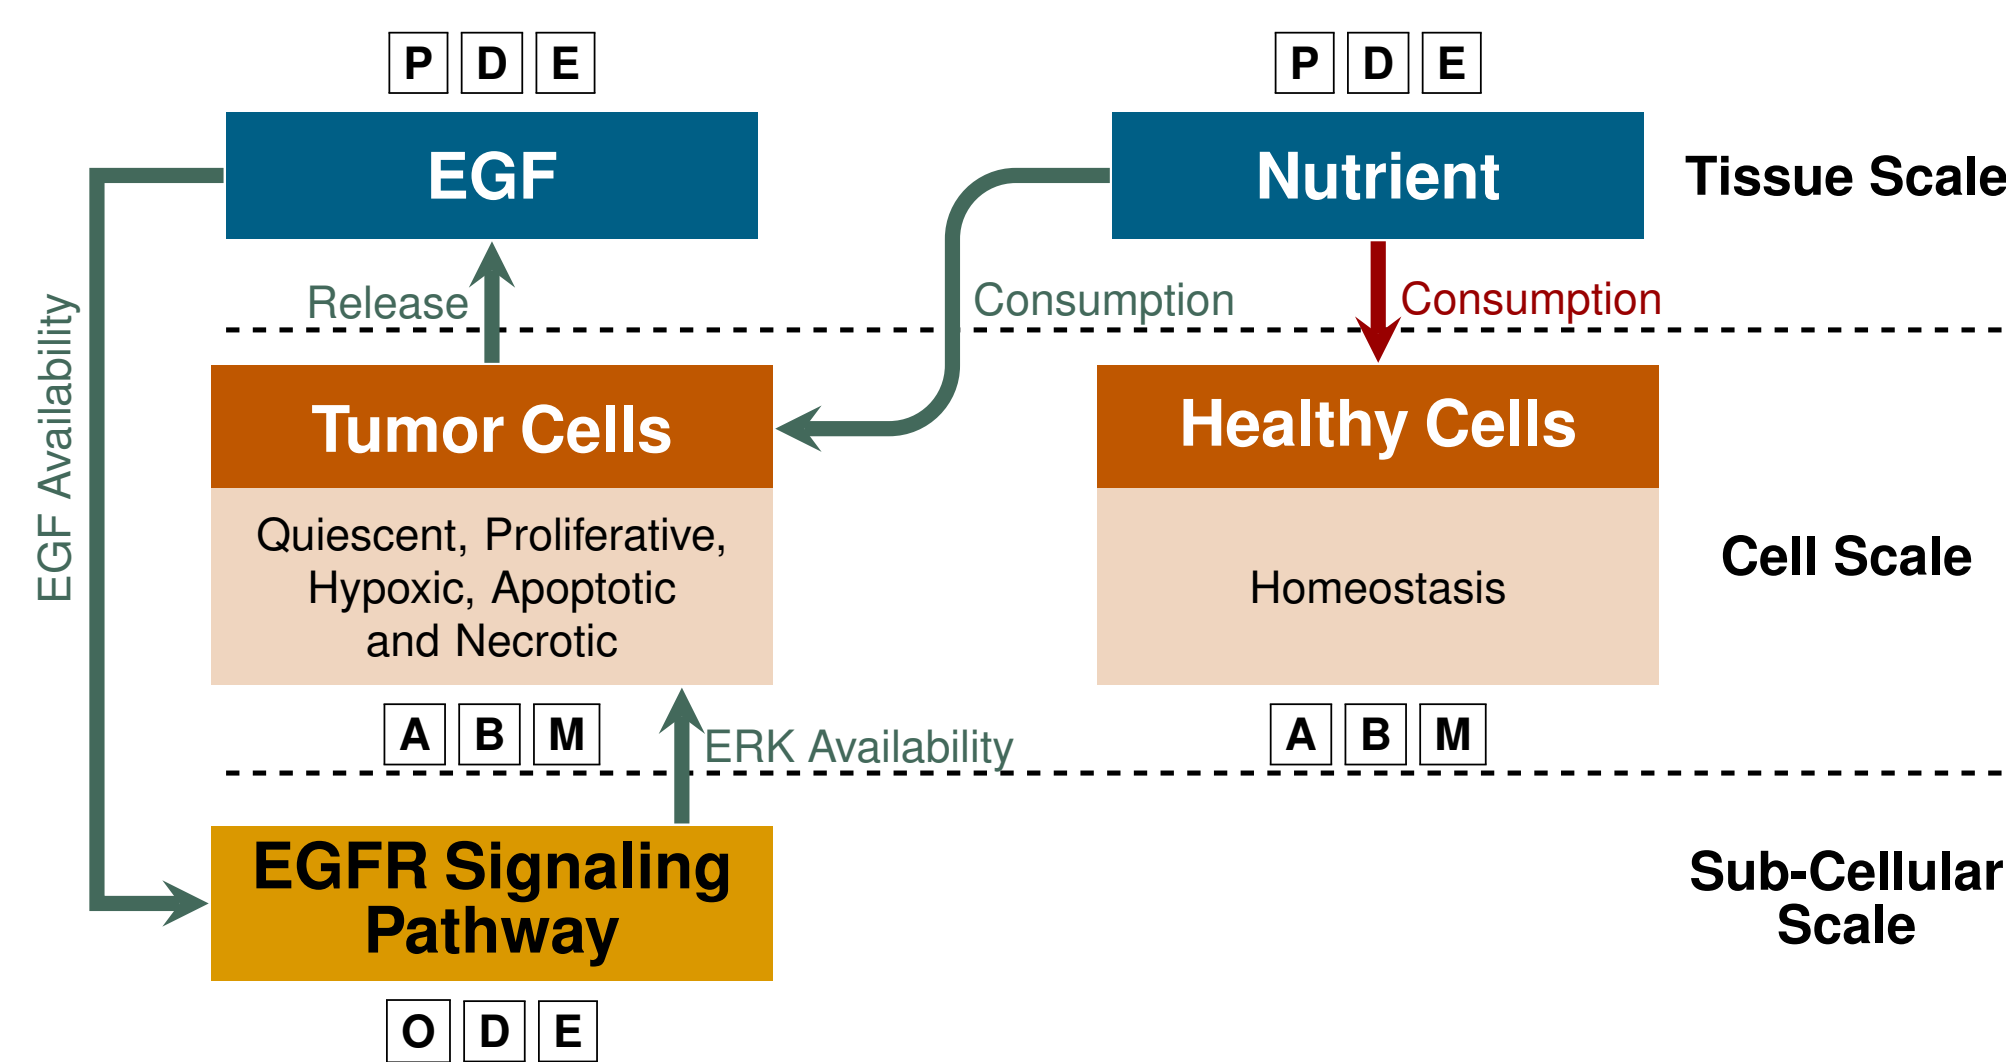 P D E
P D E
EGF
Nutrient
Tissue Scale
Release
Consumption
Consumption
EGF Availability
Tumor Cells
Healthy Cells
Quiescent, Proliferative,
Hypoxic, Apoptotic
and Necrotic
Homeostasis
Cell Scale
A B M
ERK Availability
A B M
EGFR Signaling
Pathway
Sub-Cellular
Scale
O D E